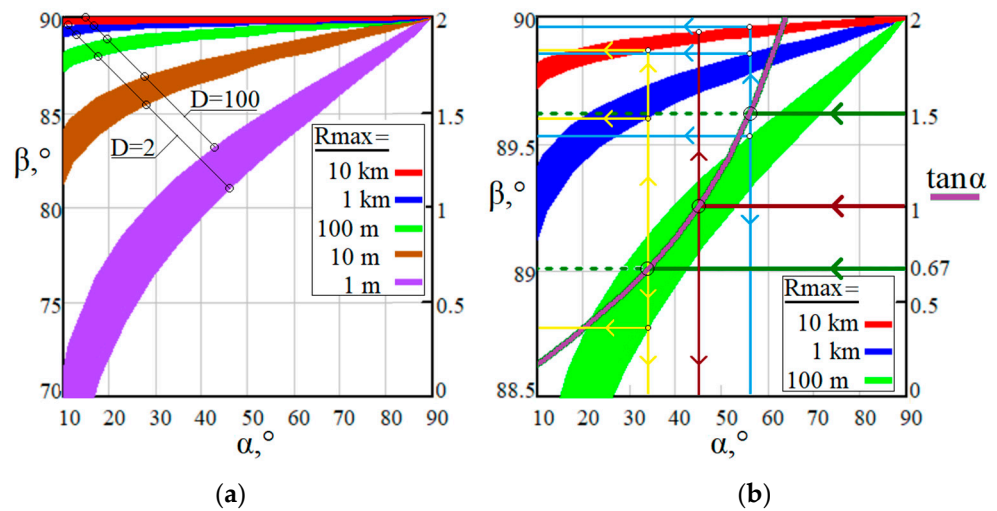 90
85
80
75
70
β,°
D=100
D=2
Rmax=
10 km
1 km
100 m
10 m
1 m
2
1.5
1
0.5
0
10 20 30 40 50 60 70 80 90
α,°
(a)
90
89.5
89
88.5
β,°
2
1.5
1
0.67
0.5
0
tanα
Rmax=
10 km
1 km
100 m
10 20 30 40 50 60 70 80 90
α,°
(b)